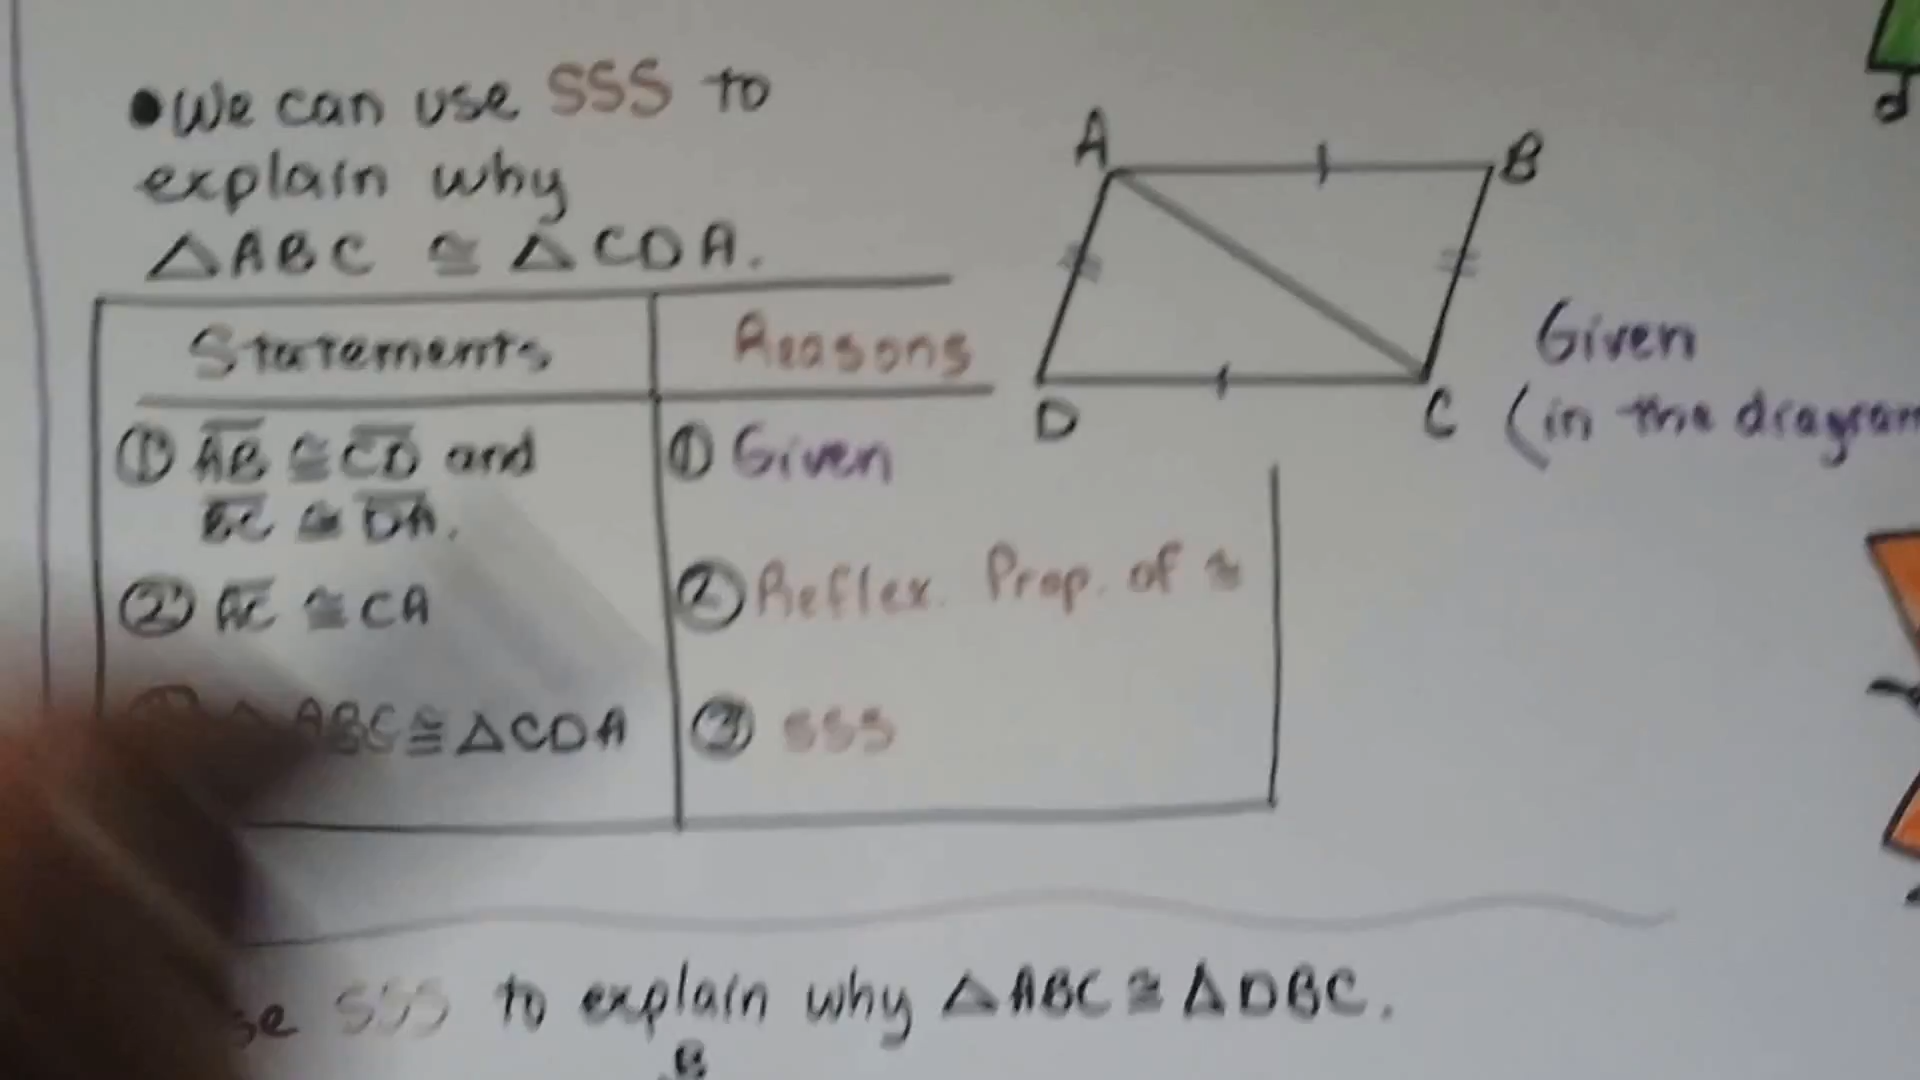 •We can use SSS to
explain why
△ABC ≅ △CDA.
Statements
Reasons
① AB ≅ CD and
BC ≅ DA.
① Given
② AC ≅ CA
② Reflex. Prop. of ≅
ABC ≅ △CDA
③ SSS
A
B
D
C
Given
(in the diagram
d
se SSS to explain why △ABC ≅ △DBC.
B